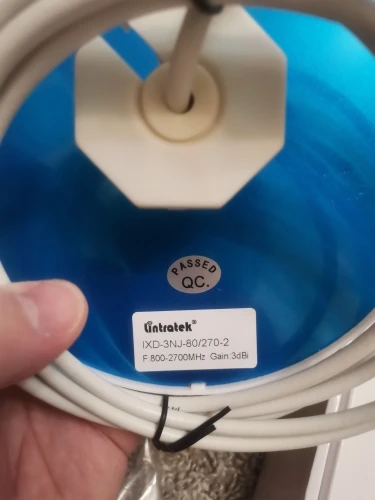 PASSED
QC.
Lintratek®
IXD-3NJ-80/270-2
F:800-2700MHz Gain:3dBi